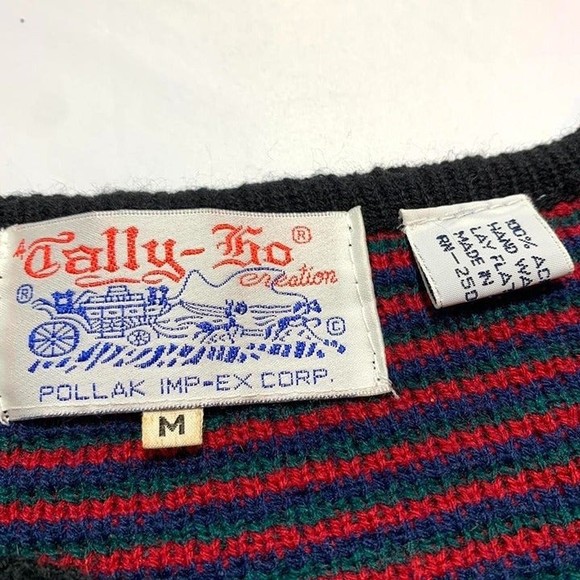 A Tally-Ho ®
creation
® ©
POLLAK IMP-EX CORP.
M
100% AC
HAND WA
LAY FLA
MADE IN
RN-250